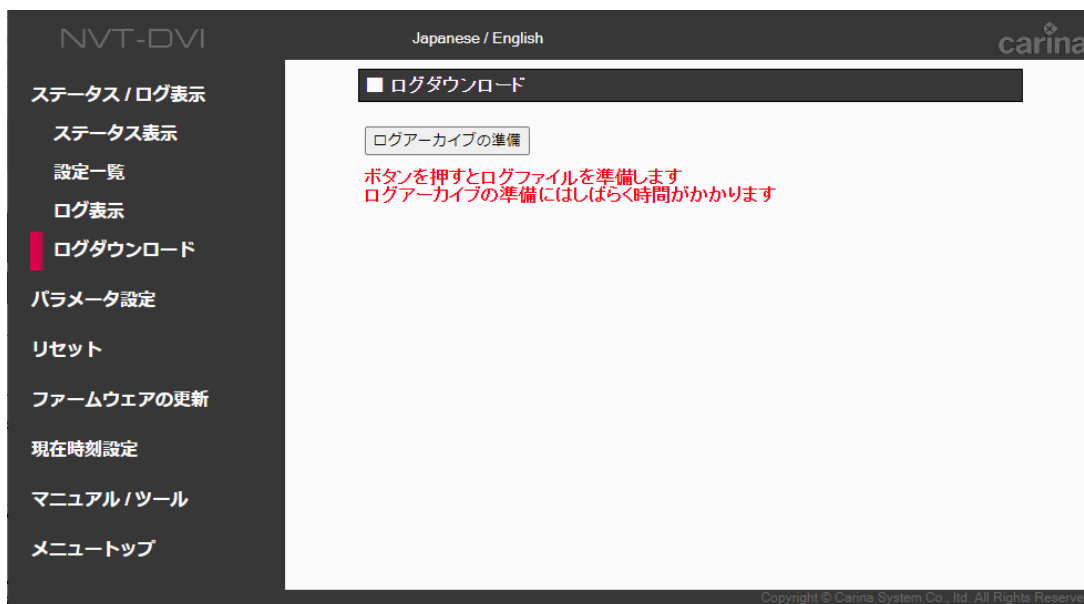 NVT-DVI
Japanese / English
carina
ステータス / ログ表示
ステータス表示
設定一覧
ログ表示
ログダウンロード
パラメータ設定
リセット
ファームウェアの更新
現在時刻設定
マニュアル / ツール
メニュートップ
■ ログダウンロード
ログアーカイブの準備
ボタンを押すとログファイルを準備します
ログアーカイブの準備にはしばらく時間がかかります
Copyright © Carina System Co., ltd. All Rights Reserve